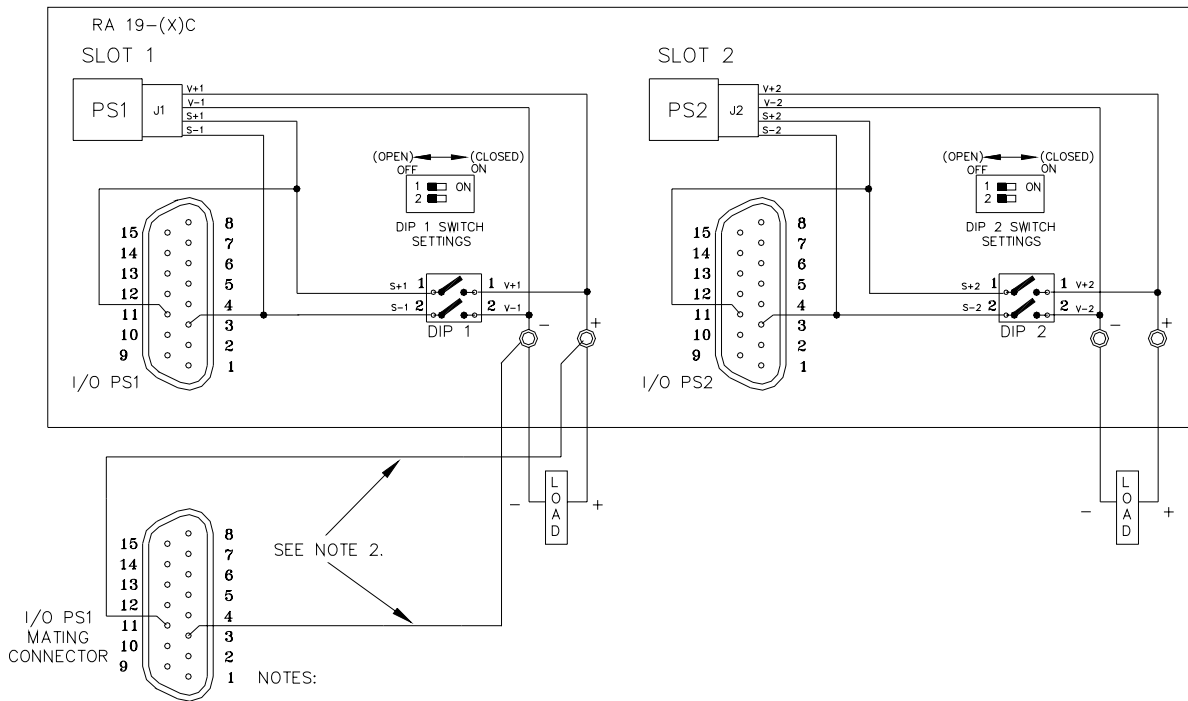 RA 19-(X)C
SLOT 1
PS1
J1
V+1
V-1
S+1
S-1
(OPEN) (CLOSED)
OFF ON
1 ON
2
DIP 1 SWITCH
SETTINGS
15
14
13
12
11
10
9
8
7
6
5
4
3
2
1
I/O PS1
S+1 1 1 V+1
S-1 2 2 V-1
DIP 1
- +
SLOT 2
PS2
J2
V+2
V-2
S+2
S-2
(OPEN) (CLOSED)
OFF ON
1 ON
2
DIP 2 SWITCH
SETTINGS
15
14
13
12
11
10
9
8
7
6
5
4
3
2
1
I/O PS2
S+2 1 1 V+2
S-2 2 2 V-2
DIP 2
- +
- LOAD +
- LOAD +
SEE NOTE 2.
15
14
13
12
11
10
9
8
7
6
5
4
3
2
1
I/O PS1
MATING
CONNECTOR
NOTES: